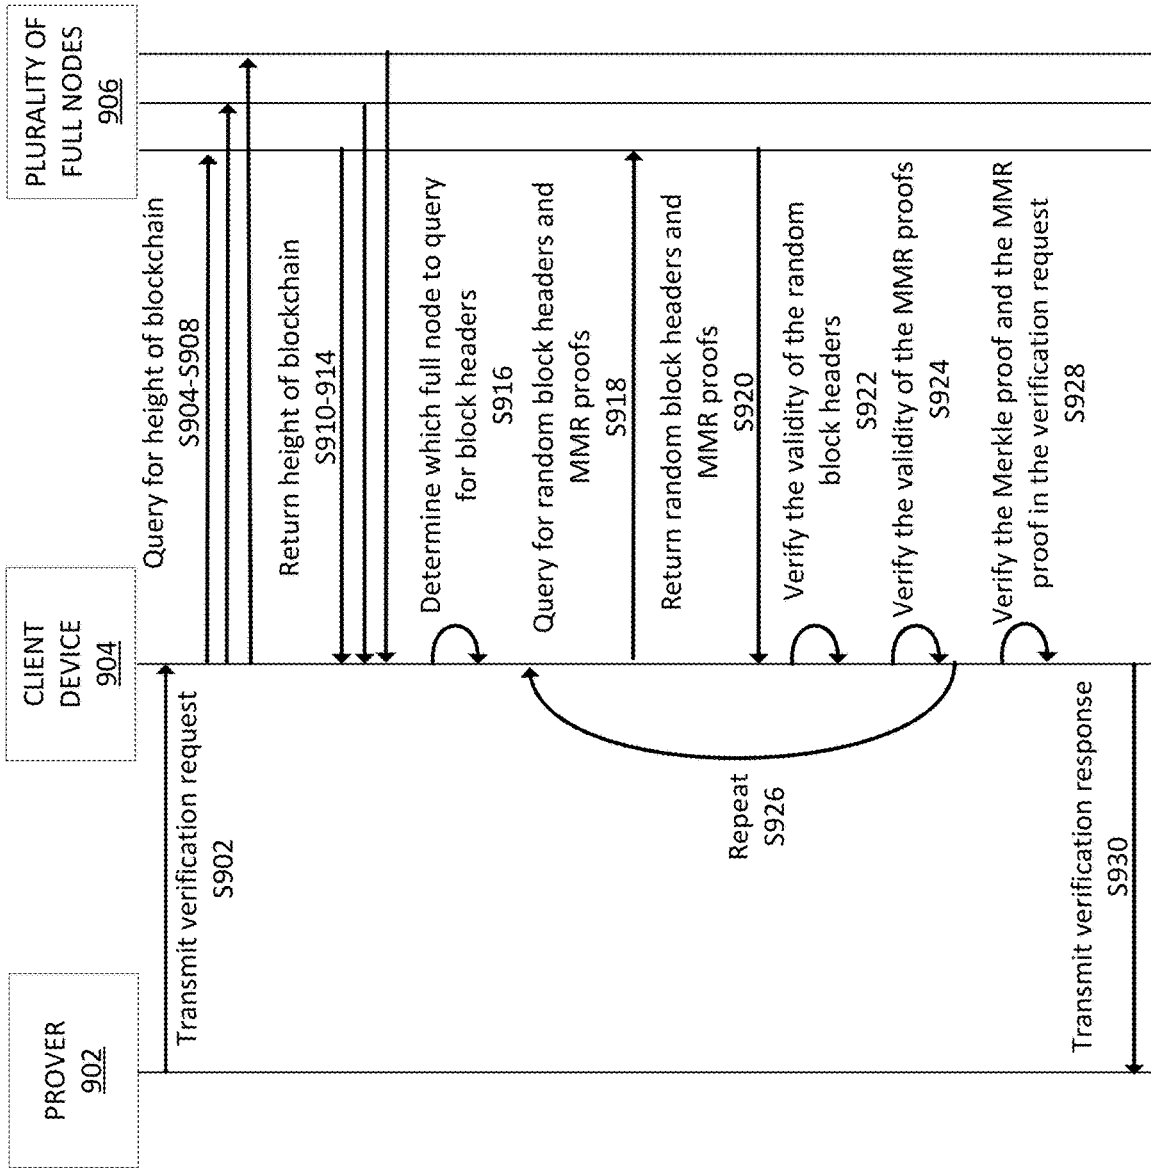 PROVER
902
CLIENT
DEVICE
904
PLURALITY OF
FULL NODES
906
Transmit verification request
S902
Query for height of blockchain
S904-S908
Return height of blockchain
S910-914
Determine which full node to query
for block headers
S916
Query for random block headers and
MMR proofs
S918
Return random block headers and
MMR proofs
S920
Verify the validity of the random
block headers
S922
Verify the validity of the MMR proofs
S924
Repeat
S926
Verify the Merkle proof and the MMR
proof in the verification request
S928
Transmit verification response
S930